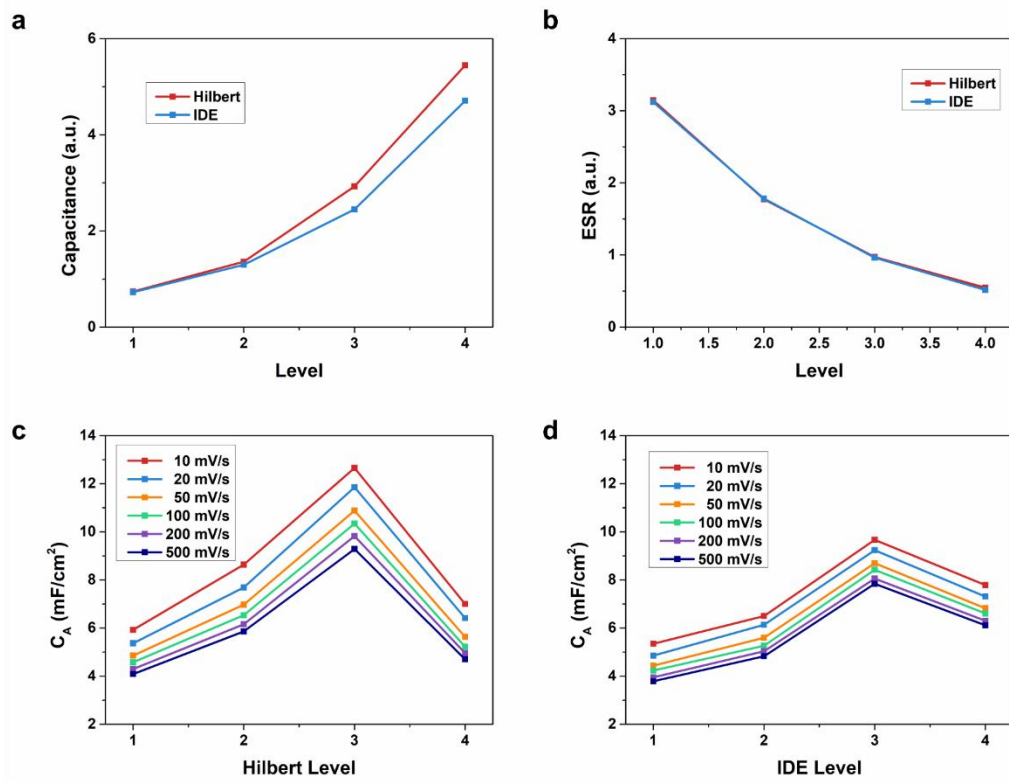 a
6
4
2
0
Capacitance (a.u.)
Hilbert
IDE
1 2 3 4
Level
b
4
3
2
1
0
ESR (a.u.)
Hilbert
IDE
1.0 1.5 2.0 2.5 3.0 3.5 4.0
Level
c
14
12
10
8
6
4
2
C_A (mF/cm²)
10 mV/s
20 mV/s
50 mV/s
100 mV/s
200 mV/s
500 mV/s
1 2 3 4
Hilbert Level
d
14
12
10
8
6
4
2
C_A (mF/cm²)
10 mV/s
20 mV/s
50 mV/s
100 mV/s
200 mV/s
500 mV/s
1 2 3 4
IDE Level